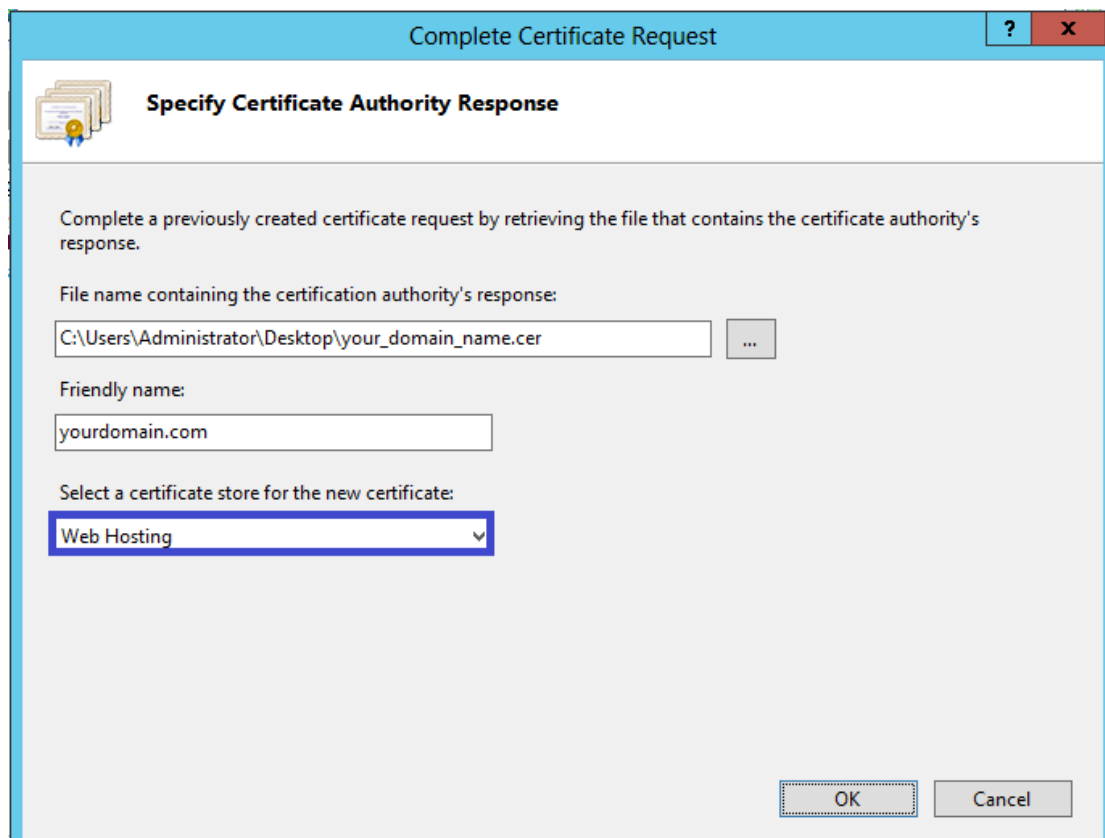 Complete Certificate Request
?
x
Specify Certificate Authority Response
Complete a previously created certificate request by retrieving the file that contains the certificate authority's
response.
File name containing the certification authority's response:
C:\Users\Administrator\Desktop\your_domain_name.cer
...
Friendly name:
yourdomain.com
Select a certificate store for the new certificate:
Web Hosting
OK
Cancel